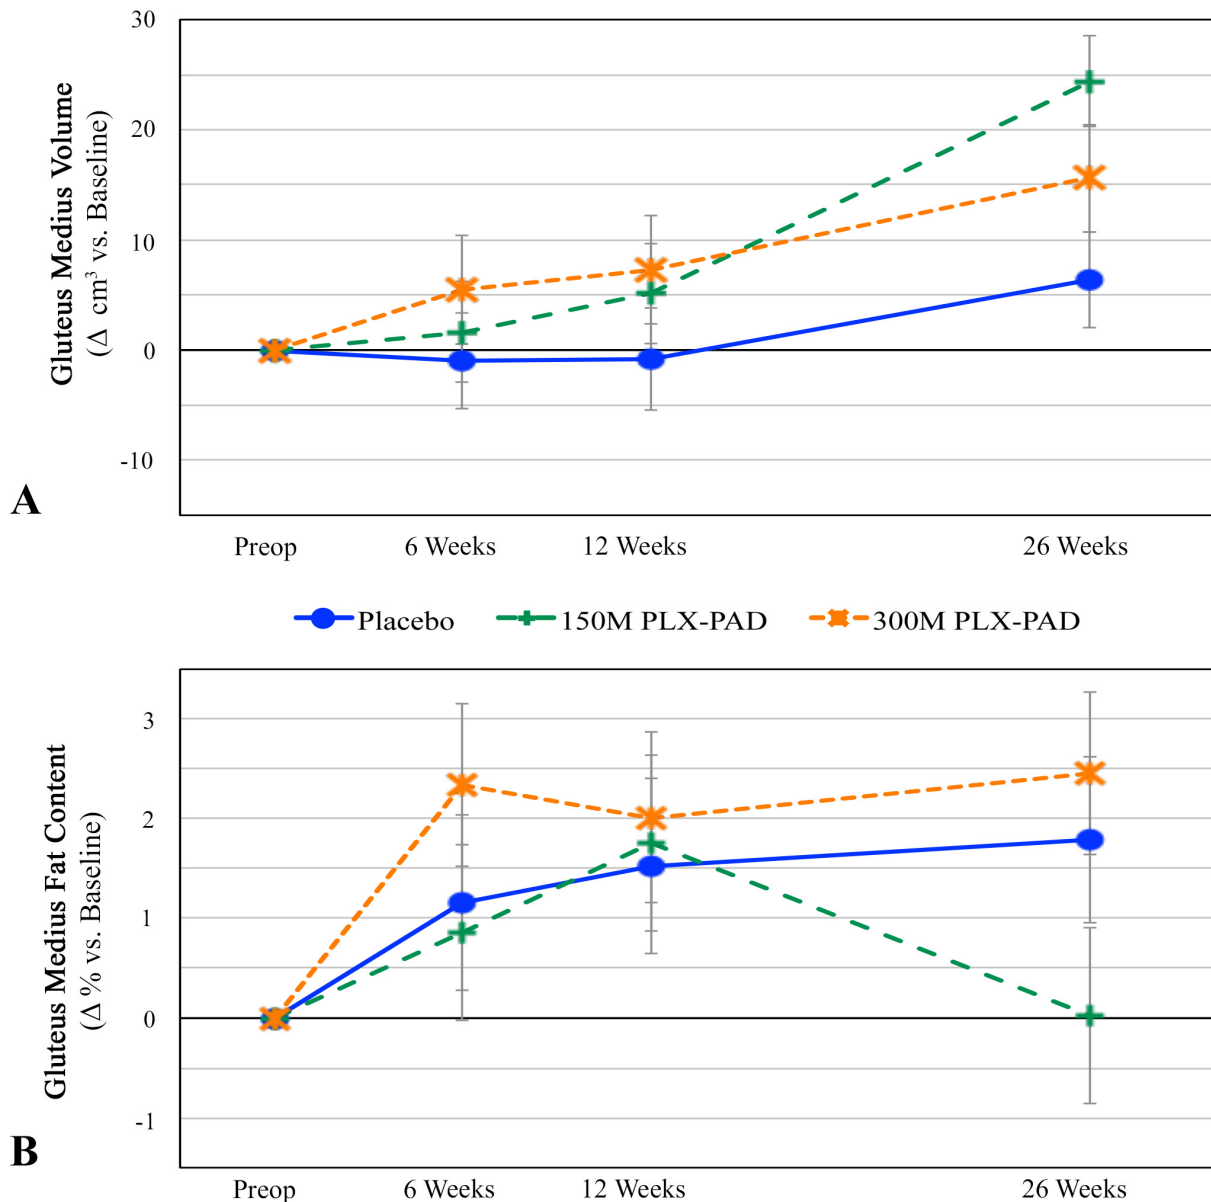 30
20
10
0
-10
Gluteus Medius Volume
(Δ cm³ vs. Baseline)
A
Preop 6 Weeks 12 Weeks 26 Weeks
Placebo 150M PLX-PAD 300M PLX-PAD
3
2
1
0
-1
Gluteus Medius Fat Content
(Δ % vs. Baseline)
B
Preop 6 Weeks 12 Weeks 26 Weeks